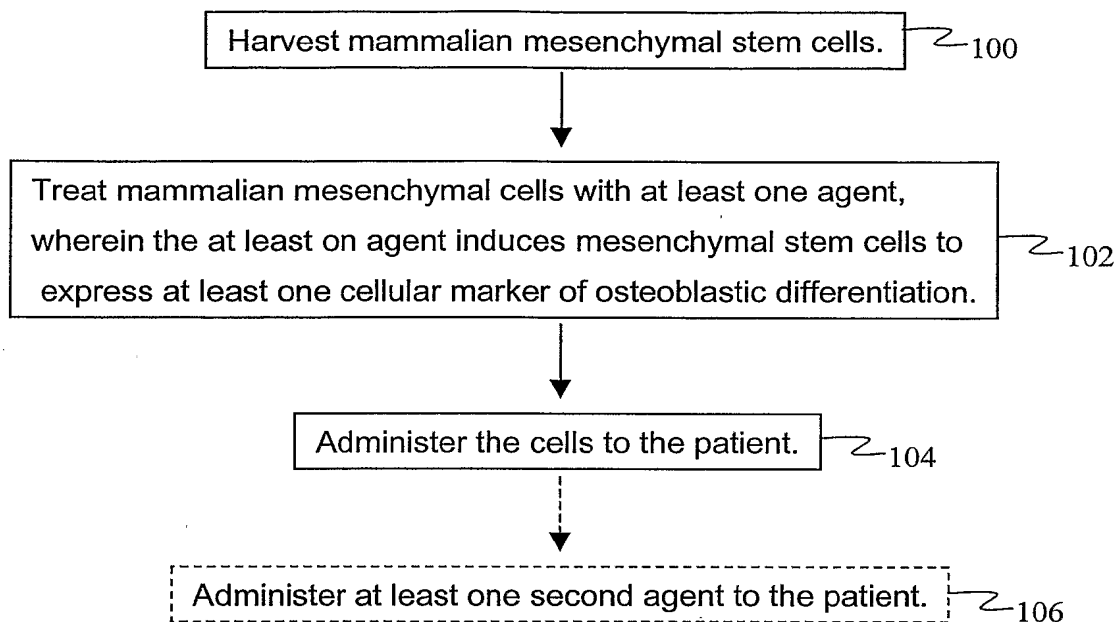 Harvest mammalian mesenchymal stem cells.
100
Treat mammalian mesenchymal cells with at least one agent,
wherein the at least on agent induces mesenchymal stem cells to
express at least one cellular marker of osteoblastic differentiation.
102
Administer the cells to the patient.
104
Administer at least one second agent to the patient.
106